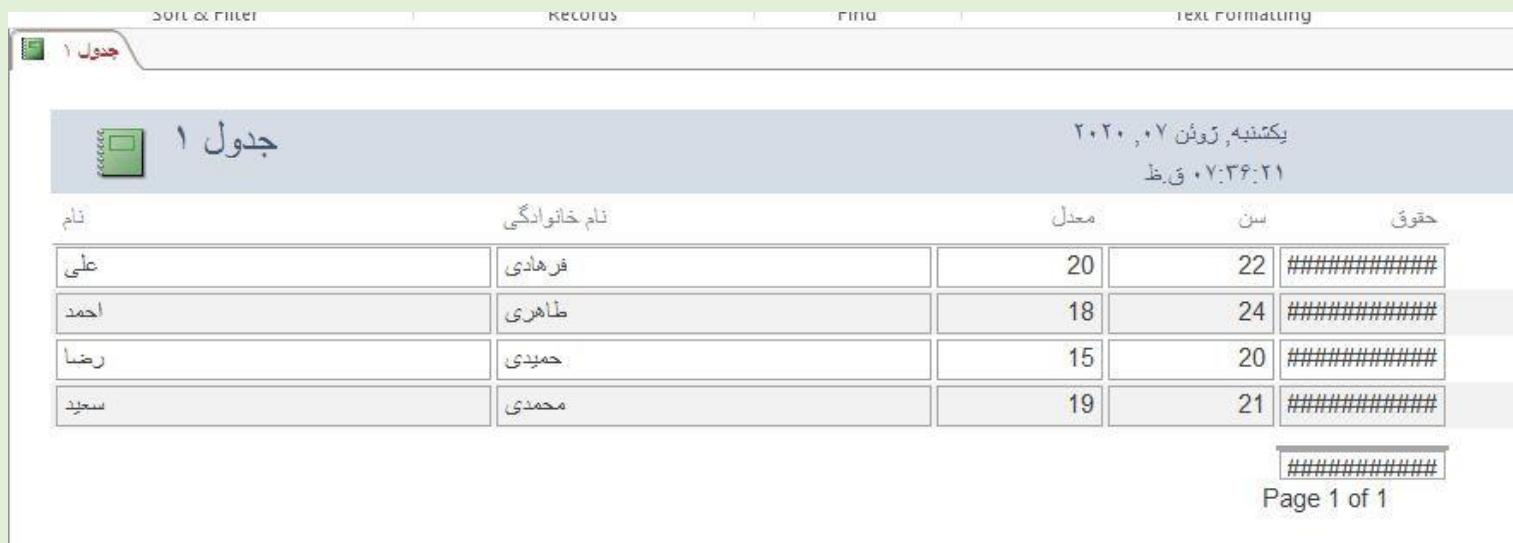 Sort & Filter Records Find Text Formatting
جدول ۱
جدول ۱
یکشنبه, ژوئن ۰۷, ۲۰۲۰
۰۷:۳۶:۲۱ ق.ظ
نام نام خانوادگی معدل سن حقوق
علی فرهادی 20 22 ############
احمد طاهری 18 24 ############
رضا حمیدی 15 20 ############
سعید محمدی 19 21 ############
############
Page 1 of 1